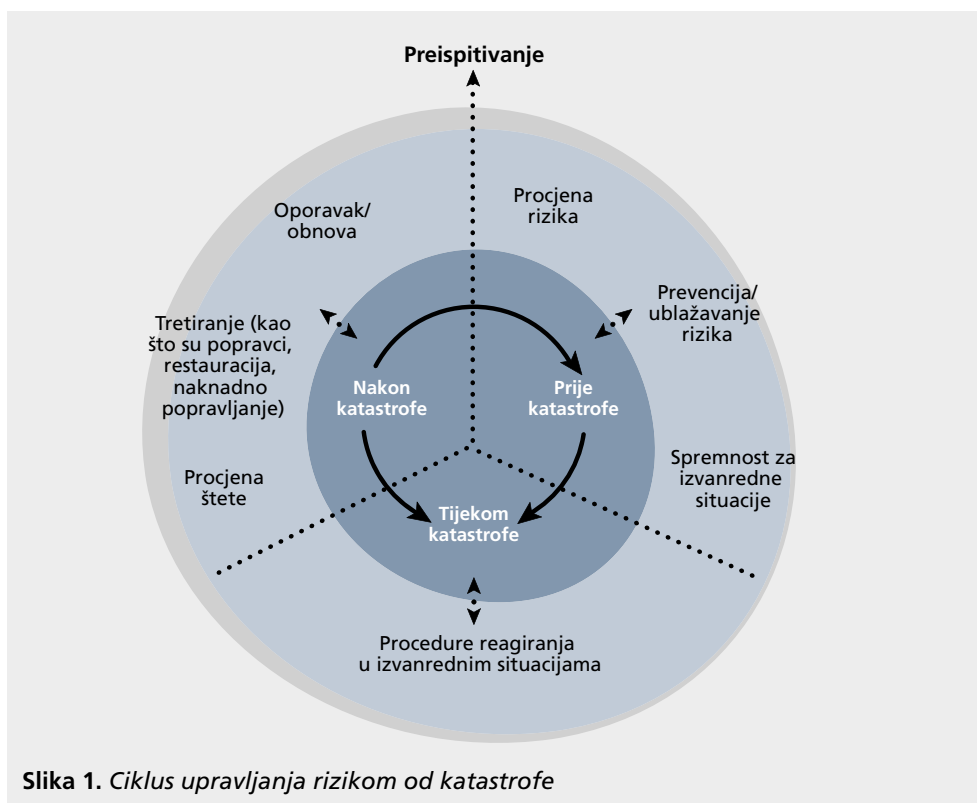 Preispitivanje
Procjena
rizika
Oporavak/
obnova
Prevencija/
ublažavanje
rizika
Tretiranje (kao
što su popravci,
restauracija,
naknadno
popravljanje)
Nakon
katastrofe
Prije
katastrofe
Spremnost za
izvanredne
situacije
Procjena
štete
Tijekom
katastrofe
Procedure reagiranja
u izvanrednim situacijama
Slika 1. Ciklus upravljanja rizikom od katastrofe